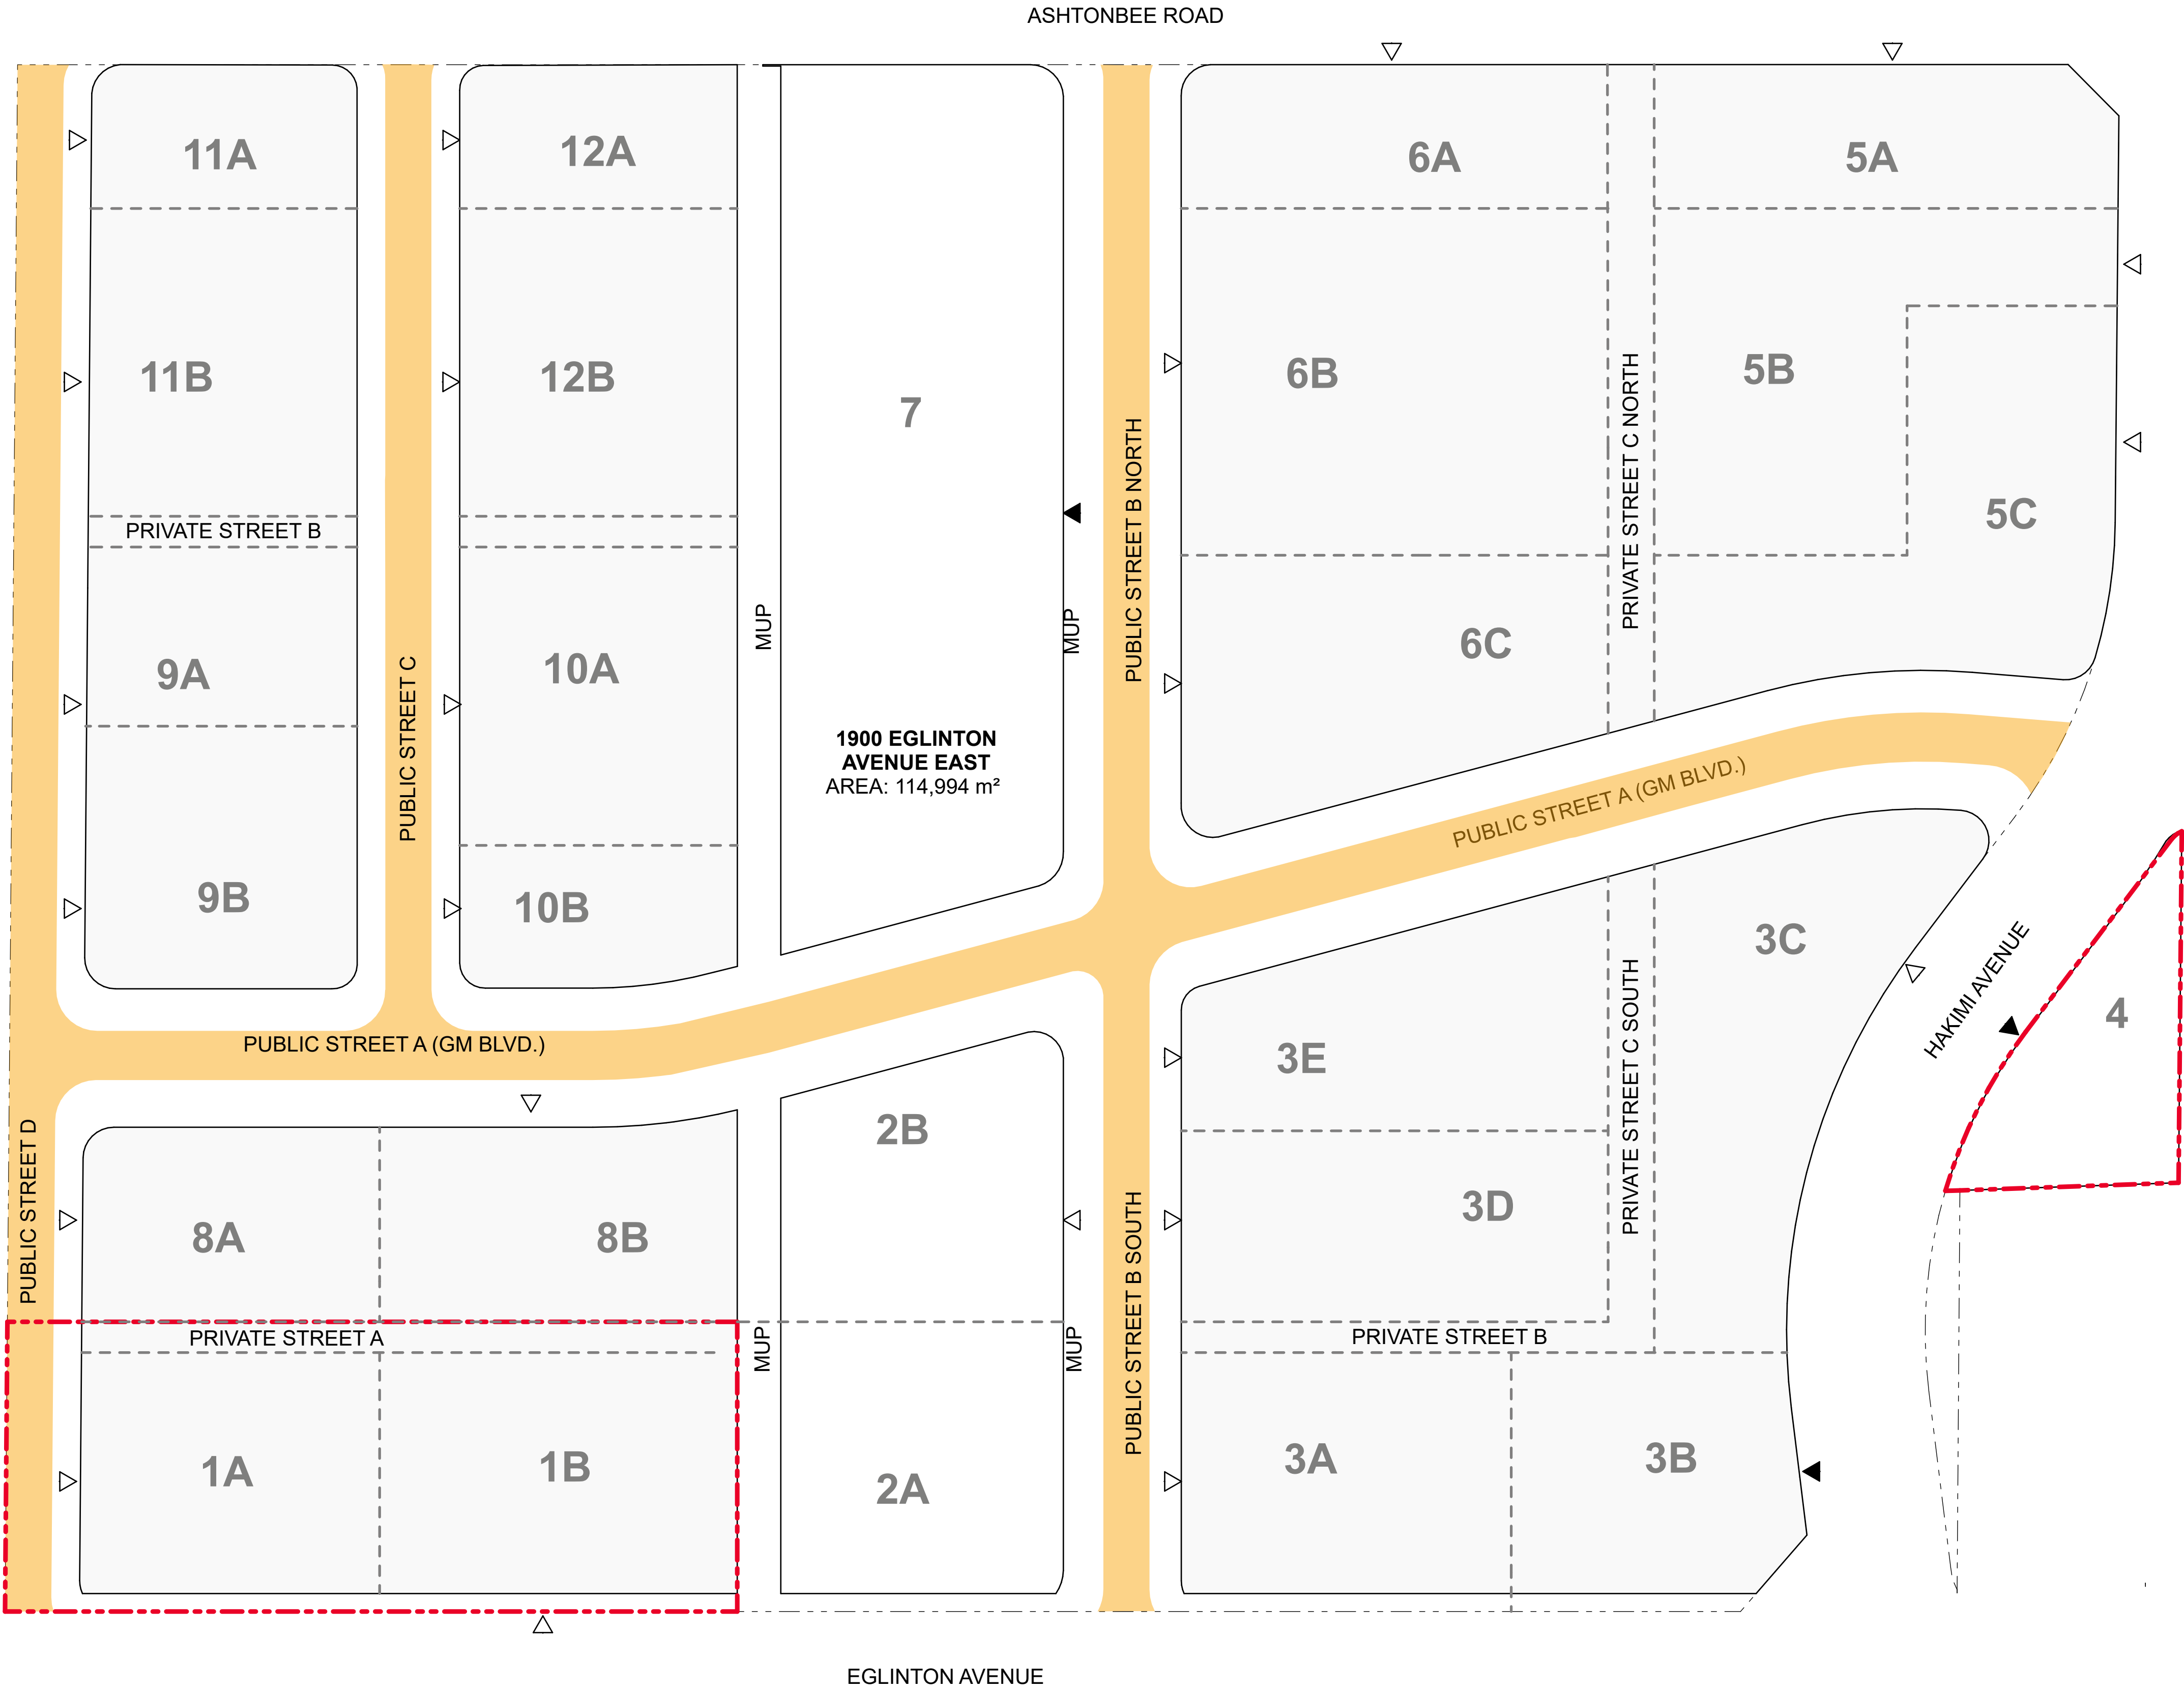 ASHTONBEE ROAD
11A
12A
6A
5A
11B
12B
7
6B
5B
PRIVATE STREET C NORTH
PUBLIC STREET B NORTH
5C
PRIVATE STREET B
MUP
MUP
9A
10A
6C
PUBLIC STREET C
1900 EGLINTON
AVENUE EAST
AREA: 114,994 m²
PUBLIC STREET A (GM BLVD.)
9B
10B
3C
HAKIMI AVENUE
4
PUBLIC STREET A (GM BLVD.)
3E
PRIVATE STREET C SOUTH
2B
PUBLIC STREET D
8A
8B
3D
PUBLIC STREET B SOUTH
PRIVATE STREET A
MUP
MUP
PRIVATE STREET B
1A
1B
2A
3A
3B
EGLINTON AVENUE